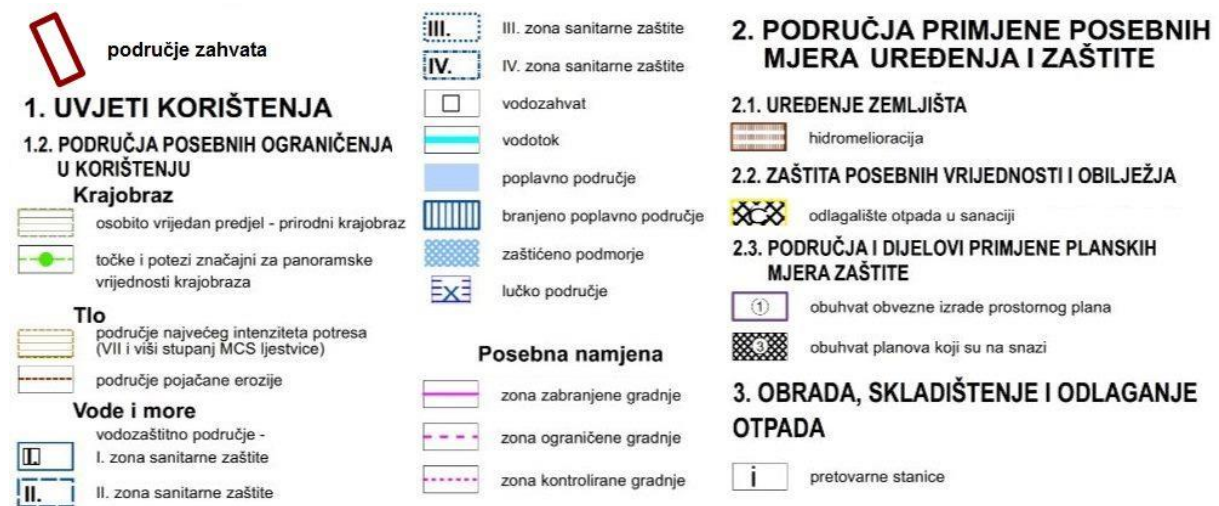 područje zahvata
1. UVJETI KORIŠTENJA
1.2. PODRUČJA POSEBNIH OGRANIČENJA
U KORIŠTENJU
Krajobraz
osobito vrijedan predjel - prirodni krajobraz
točke i potezi značajni za panoramske
vrijednosti krajobraza
Tlo
područje najvećeg intenziteta potresa
(VII i viši stupanj MCS ljestvice)
područje pojačane erozije
Vode i more
vodozaštitno područje -
I. I. zona sanitarne zaštite
II. II. zona sanitarne zaštite
III. III. zona sanitarne zaštite
IV. IV. zona sanitarne zaštite
vodozahvat
vodotok
poplavno područje
branjeno poplavno područje
zaštićeno podmorje
X lučko područje
Posebna namjena
zona zabranjene gradnje
zona ograničene gradnje
zona kontrolirane gradnje
2. PODRUČJA PRIMJENE POSEBNIH
MJERA UREĐENJA I ZAŠTITE
2.1. UREĐENJE ZEMLJIŠTA
hidromelioracija
2.2. ZAŠTITA POSEBNIH VRIJEDNOSTI I OBILJEŽJA
C odlagalište otpada u sanaciji
2.3. PODRUČJA I DIJELOVI PRIMJENE PLANSKIH
MJERA ZAŠTITE
1 obuhvat obvezne izrade prostornog plana
3 obuhvat planova koji su na snazi
3. OBRADA, SKLADIŠTENJE I ODLAGANJE
OTPADA
i pretovarne stanice